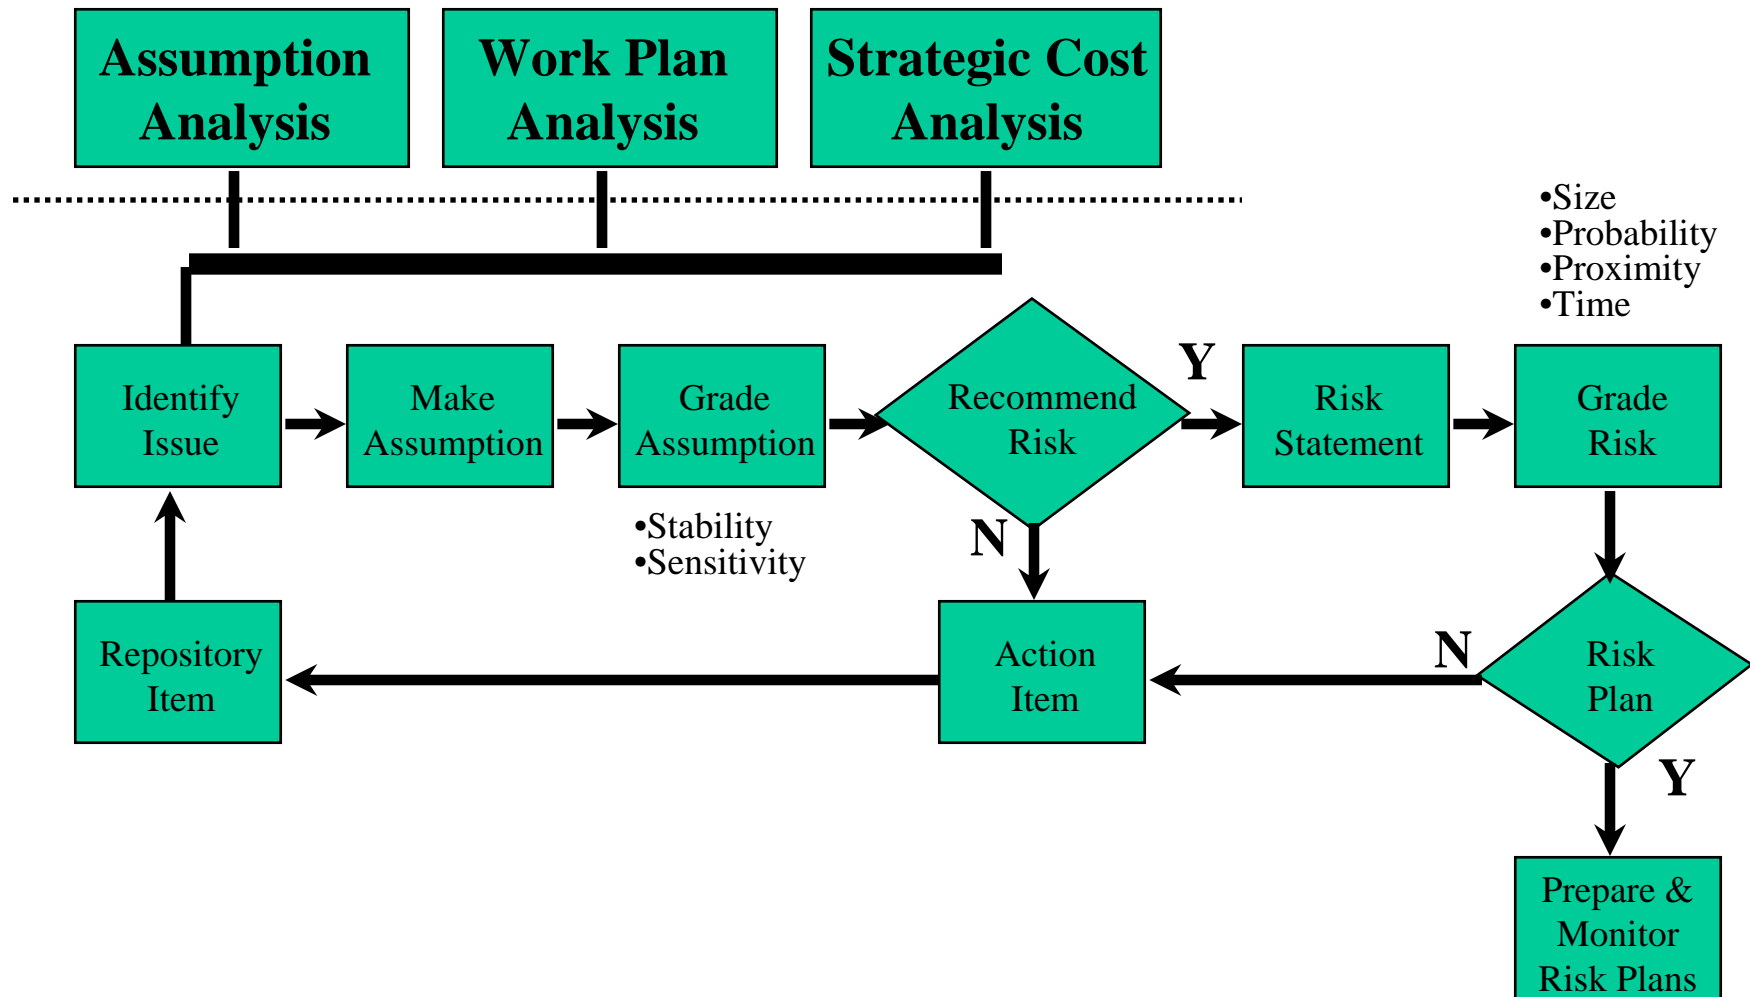 Assumption
Analysis
Work Plan
Analysis
Strategic Cost
Analysis
•Size
•Probability
•Proximity
•Time
Identify
Issue
Make
Assumption
Grade
Assumption
•Stability
•Sensitivity
Recommend
Risk
Y
N
Risk
Statement
Grade
Risk
Repository
Item
Action
Item
N
Risk
Plan
Y
Prepare &
Monitor
Risk Plans